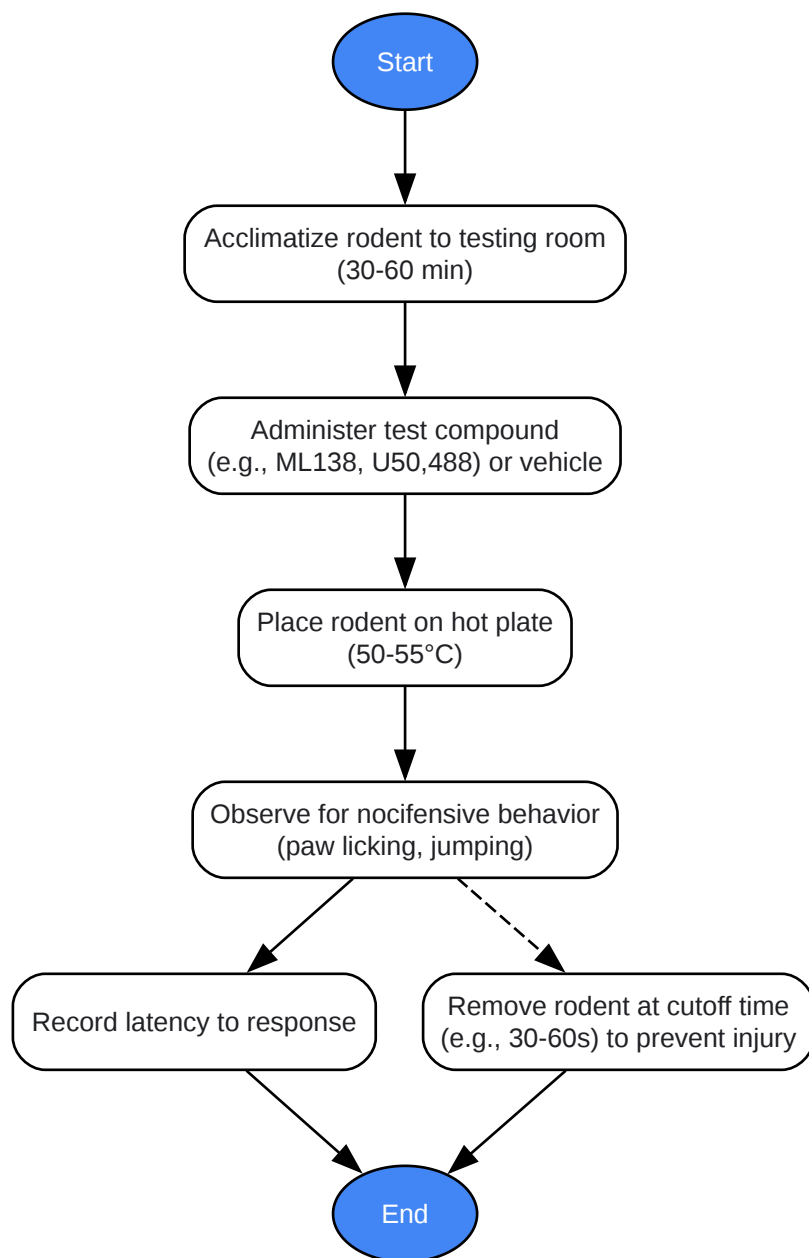 Start
Acclimatize rodent to testing room
(30-60 min)
Administer test compound
(e.g., ML138, U50,488) or vehicle
Place rodent on hot plate
(50-55°C)
Observe for nocifensive behavior
(paw licking, jumping)
Record latency to response
Remove rodent at cutoff time
(e.g., 30-60s) to prevent injury
End